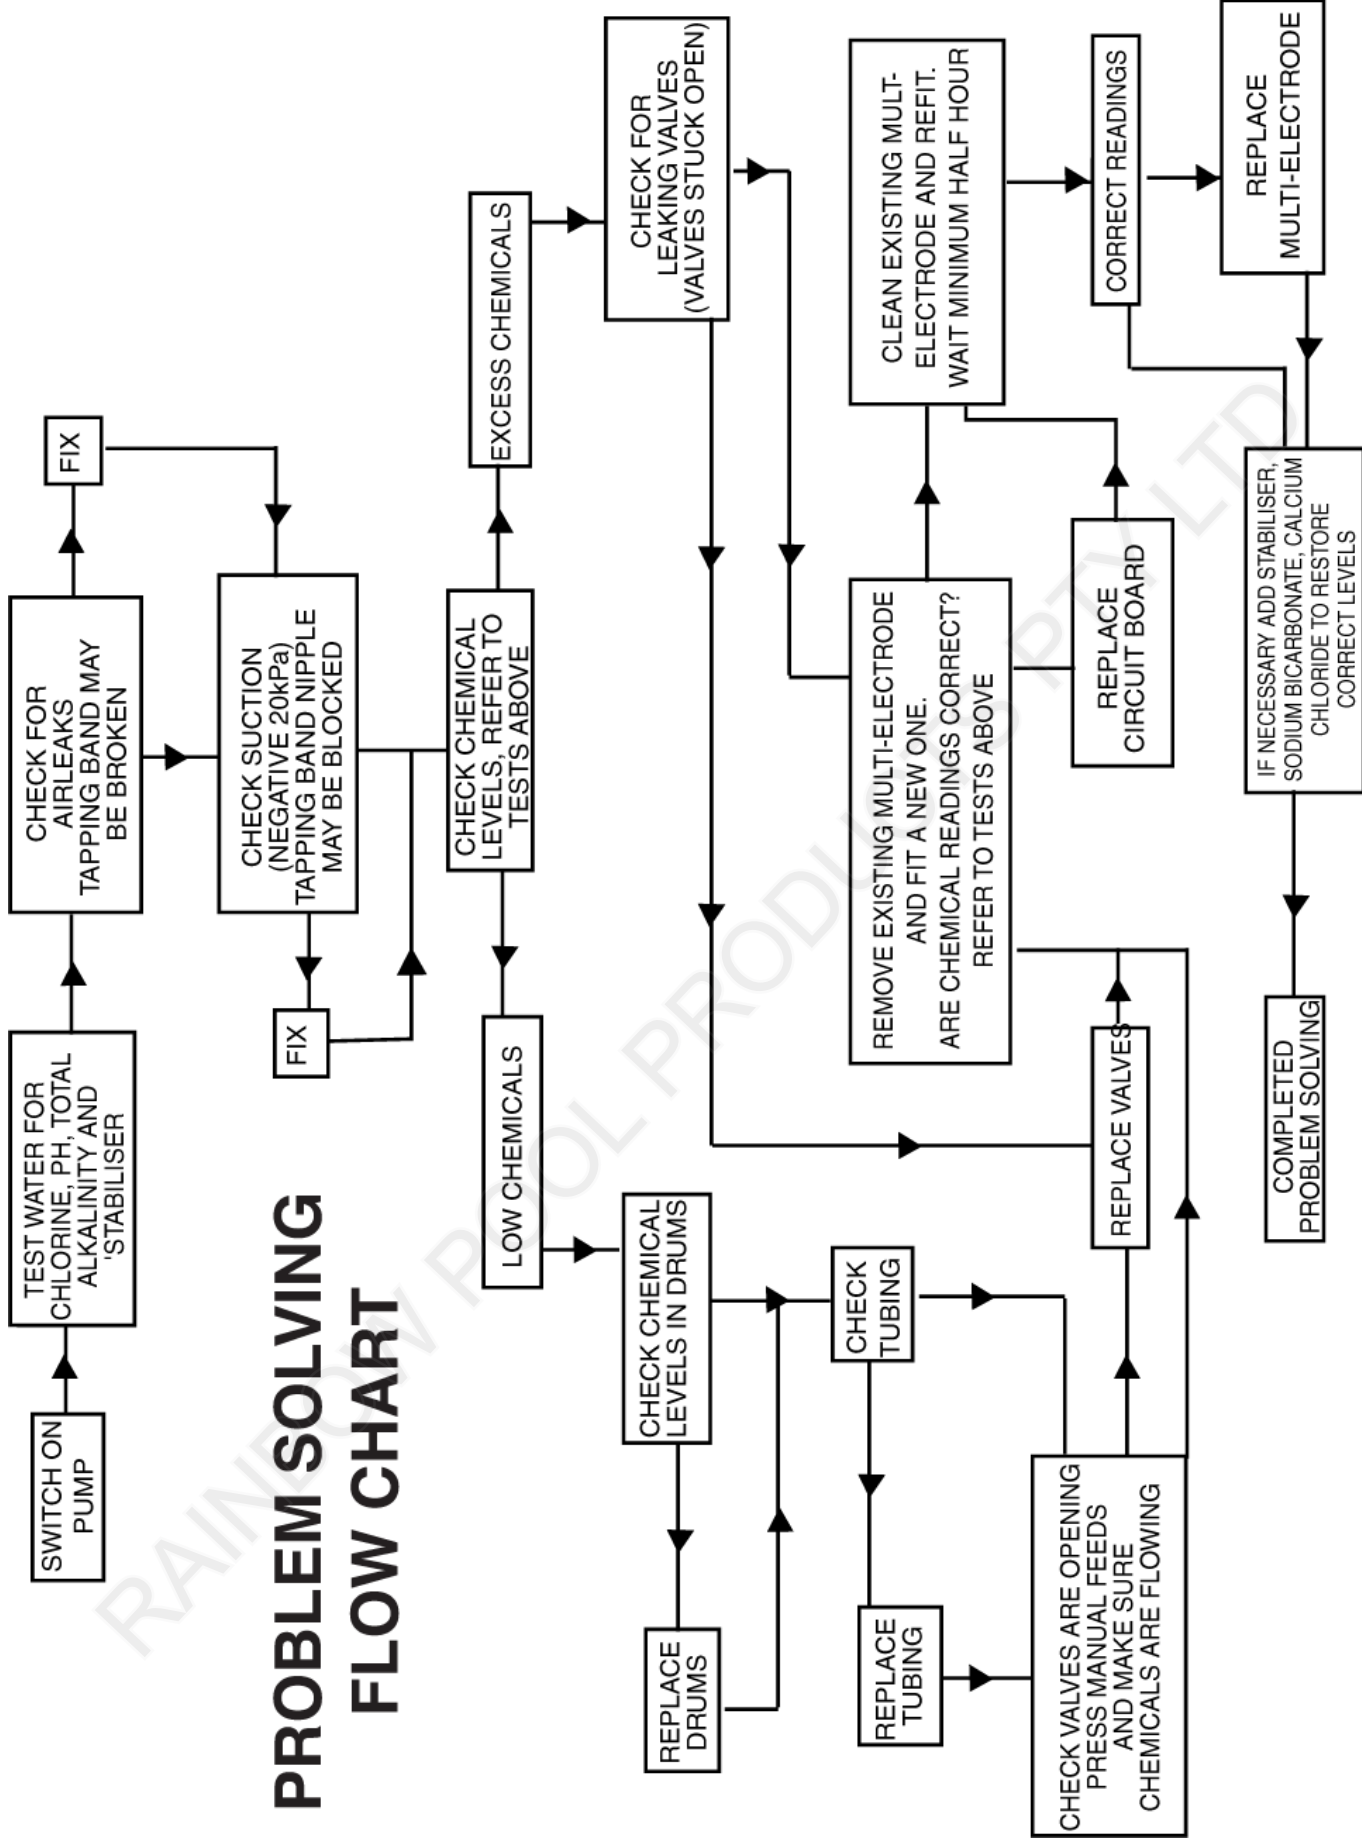 PROBLEM SOLVING
FLOW CHART
SWITCH ON
PUMP
TEST WATER FOR
CHLORINE, PH, TOTAL
ALKALINITY AND
'STABILISER
CHECK FOR
AIRLEAKS
TAPPING BAND MAY
BE BROKEN
FIX
CHECK SUCTION
(NEGATIVE 20kPa)
TAPPING BAND NIPPLE
MAY BE BLOCKED
FIX
CHECK CHEMICAL
LEVELS, REFER TO
TESTS ABOVE
LOW CHEMICALS
EXCESS CHEMICALS
CHECK CHEMICAL
LEVELS IN DRUMS
CHECK FOR
LEAKING VALVES
(VALVES STUCK OPEN)
REPLACE
DRUMS
CHECK
TUBING
REPLACE
TUBING
REMOVE EXISTING MULTI-ELECTRODE
AND FIT A NEW ONE.
ARE CHEMICAL READINGS CORRECT?
REFER TO TESTS ABOVE
CLEAN EXISTING MULT-
ELECTRODE AND REFIT.
WAIT MINIMUM HALF HOUR
CHECK VALVES ARE OPENING
PRESS MANUAL FEEDS
AND MAKE SURE
CHEMICALS ARE FLOWING
REPLACE VALVES
REPLACE
CIRCUIT BOARD
CORRECT READINGS
REPLACE
MULTI-ELECTRODE
IF NECESSARY ADD STABILISER,
SODIUM BICARBONATE, CALCIUM
CHLORIDE TO RESTORE
CORRECT LEVELS
COMPLETED
PROBLEM SOLVING
RAINBOW POOL PRODUCTS PTY LTD